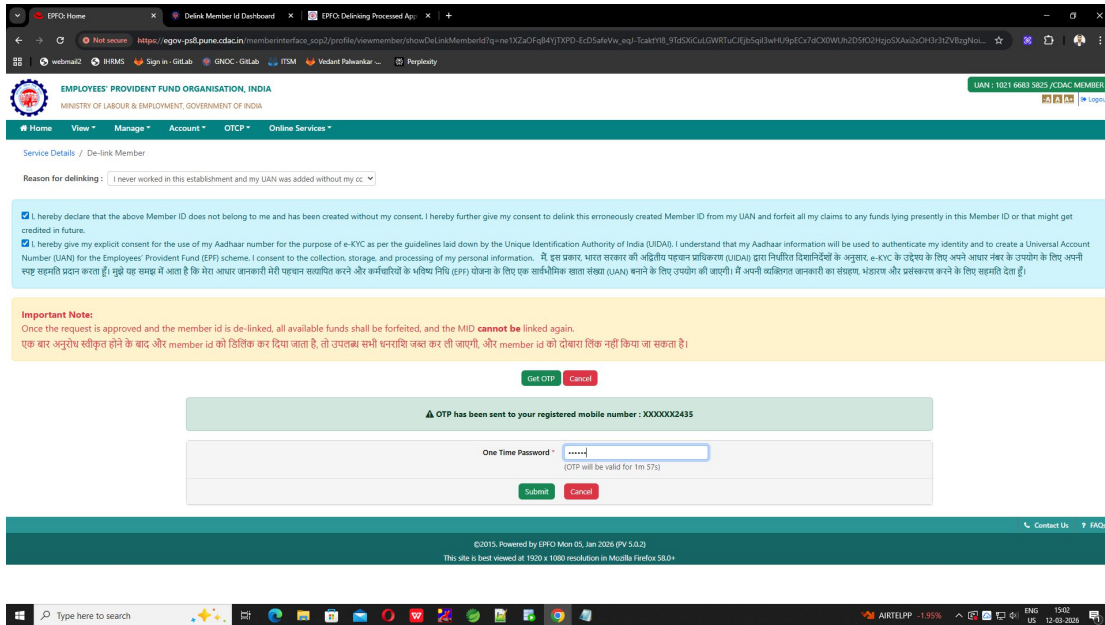 EPFO: Home
Delink Member Id Dashboard
EPFO: Delinking Processed App
Not secure https://egov-ps8.pune.cdac.in/memberinterface_sop2/profile/viewmember/showDeLinkMemberId?q=
webmail2 IHRMS Sign in · GitLab GNOC · GitLab ITSM Vedant Palwankar -... Perplexity
EMPLOYEES' PROVIDENT FUND ORGANISATION, INDIA
MINISTRY OF LABOUR & EMPLOYMENT, GOVERNMENT OF INDIA
UAN : 1021 6683 5825 /CDAC MEMBER
-A A A+ Logou
Home View Manage Account OTCP Online Services
Service Details / De-link Member
Reason for delinking : I never worked in this establishment and my UAN was added without my cc
I, hereby declare that the above Member ID does not belong to me and has been created without my consent. I hereby further give my consent to delink this erroneously created Member ID from my UAN and forfeit all my claims to any funds lying presently in this Member ID or that might get
credited in future.
I, hereby give my explicit consent for the use of my Aadhaar number for the purpose of e-KYC as per the guidelines laid down by the Unique Identification Authority of India (UIDAI). I understand that my Aadhaar information will be used to authenticate my identity and to create a Universal Account
Number (UAN) for the Employees' Provident Fund (EPF) scheme. I consent to the collection, storage, and processing of my personal information. मैं, इस प्रकार, भारत सरकार की अद्वितीय पहचान प्राधिकरण (UIDAI) द्वारा निर्धारित दिशानिर्देशों के अनुसार, e-KYC के उद्देश्य के लिए अपने आधार नंबर के उपयोग के लिए अपनी
स्पष्ट सहमति प्रदान करता हूँ। मुझे यह समझ में आता है कि मेरा आधार जानकारी मेरी पहचान सत्यापित करने और कर्मचारियों के भविष्य निधि (EPF) योजना के लिए एक सार्वभौमिक खाता संख्या (UAN) बनाने के लिए उपयोग की जाएगी। मैं अपनी व्यक्तिगत जानकारी का संग्रहण, भंडारण और प्रसंस्करण करने के लिए सहमति देता हूँ।
Important Note:
Once the request is approved and the member id is de-linked, all available funds shall be forfeited, and the MID cannot be linked again.
एक बार अनुरोध स्वीकृत होने के बाद और member id को डिलिंक कर दिया जाता है, तो उपलब्ध सभी धनराशि जब्त कर ली जाएगी, और member id को दोबारा लिंक नहीं किया जा सकता है।
Get OTP Cancel
OTP has been sent to your registered mobile number : XXXXXX2435
One Time Password *
(OTP will be valid for 1m 57s)
Submit Cancel
Contact Us ? FAQs
©2015. Powered by EPFO Mon 05, Jan 2026 (PV 5.0.2)
This site is best viewed at 1920 x 1080 resolution in Mozilla Firefox 58.0+
Type here to search
AIRTELPP -1.95%
ENG US
15:02
12-03-2026